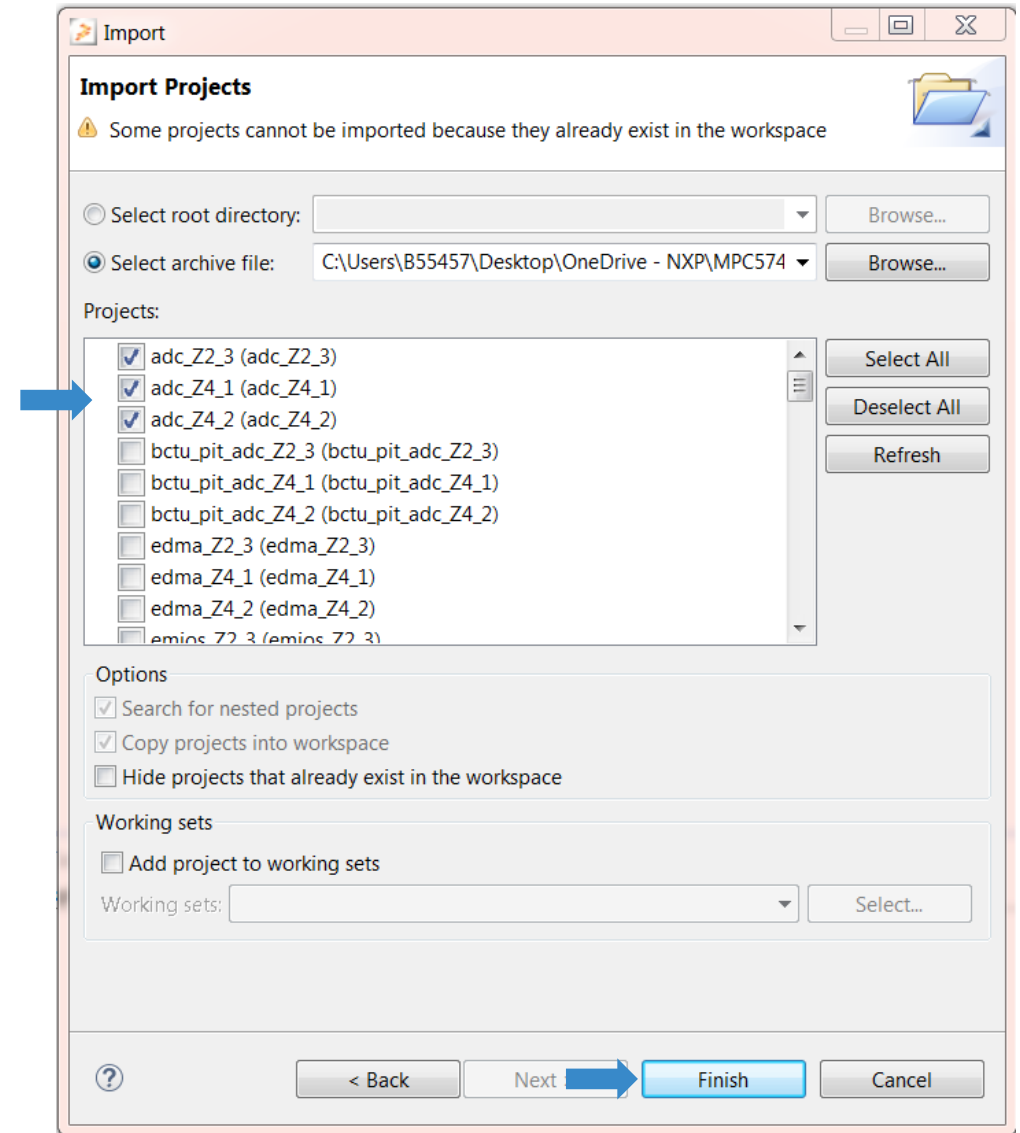 Import
Import Projects
Some projects cannot be imported because they already exist in the workspace
Select root directory:
Browse...
Select archive file:
C:\Users\B55457\Desktop\OneDrive - NXP\MPC574
Browse...
Projects:
adc_Z2_3 (adc_Z2_3)
adc_Z4_1 (adc_Z4_1)
adc_Z4_2 (adc_Z4_2)
bctu_pit_adc_Z2_3 (bctu_pit_adc_Z2_3)
bctu_pit_adc_Z4_1 (bctu_pit_adc_Z4_1)
bctu_pit_adc_Z4_2 (bctu_pit_adc_Z4_2)
edma_Z2_3 (edma_Z2_3)
edma_Z4_1 (edma_Z4_1)
edma_Z4_2 (edma_Z4_2)
emios_Z2_3 (emios_Z2_3)
Select All
Deselect All
Refresh
Options
Search for nested projects
Copy projects into workspace
Hide projects that already exist in the workspace
Working sets
Add project to working sets
Working sets:
Select...
?
< Back
Next
Finish
Cancel